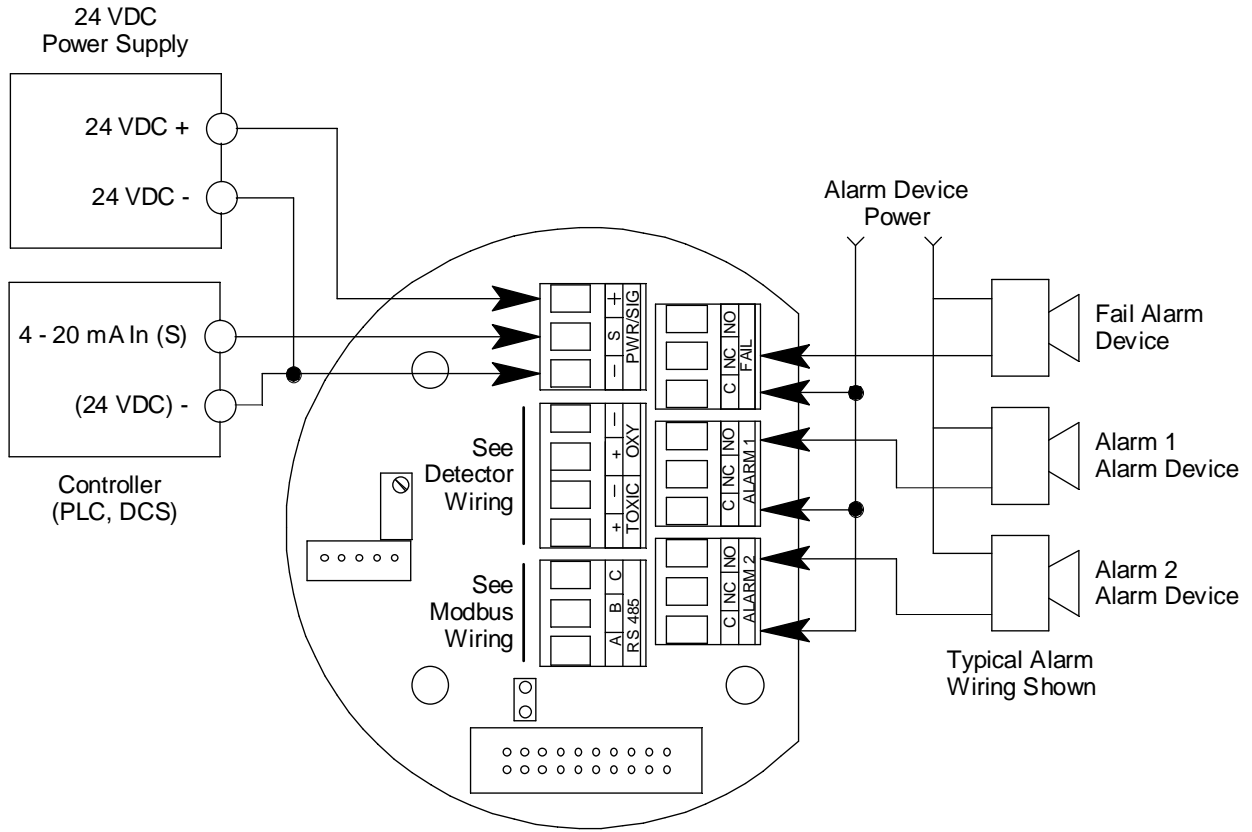 24 VDC
Power Supply
24 VDC +
24 VDC -
4 - 20 mA In (S)
(24 VDC) -
Controller
(PLC, DCS)
+
S
-
PWR/SIG
See
Detector
Wiring
- + OXY
+ - TOXIC
See
Modbus
Wiring
A B C
RS 485
C NC NO
FAIL
C NC NO
ALARM 1
C NC NO
ALARM 2
Alarm Device
Power
Fail Alarm
Device
Alarm 1
Alarm Device
Alarm 2
Alarm Device
Typical Alarm
Wiring Shown